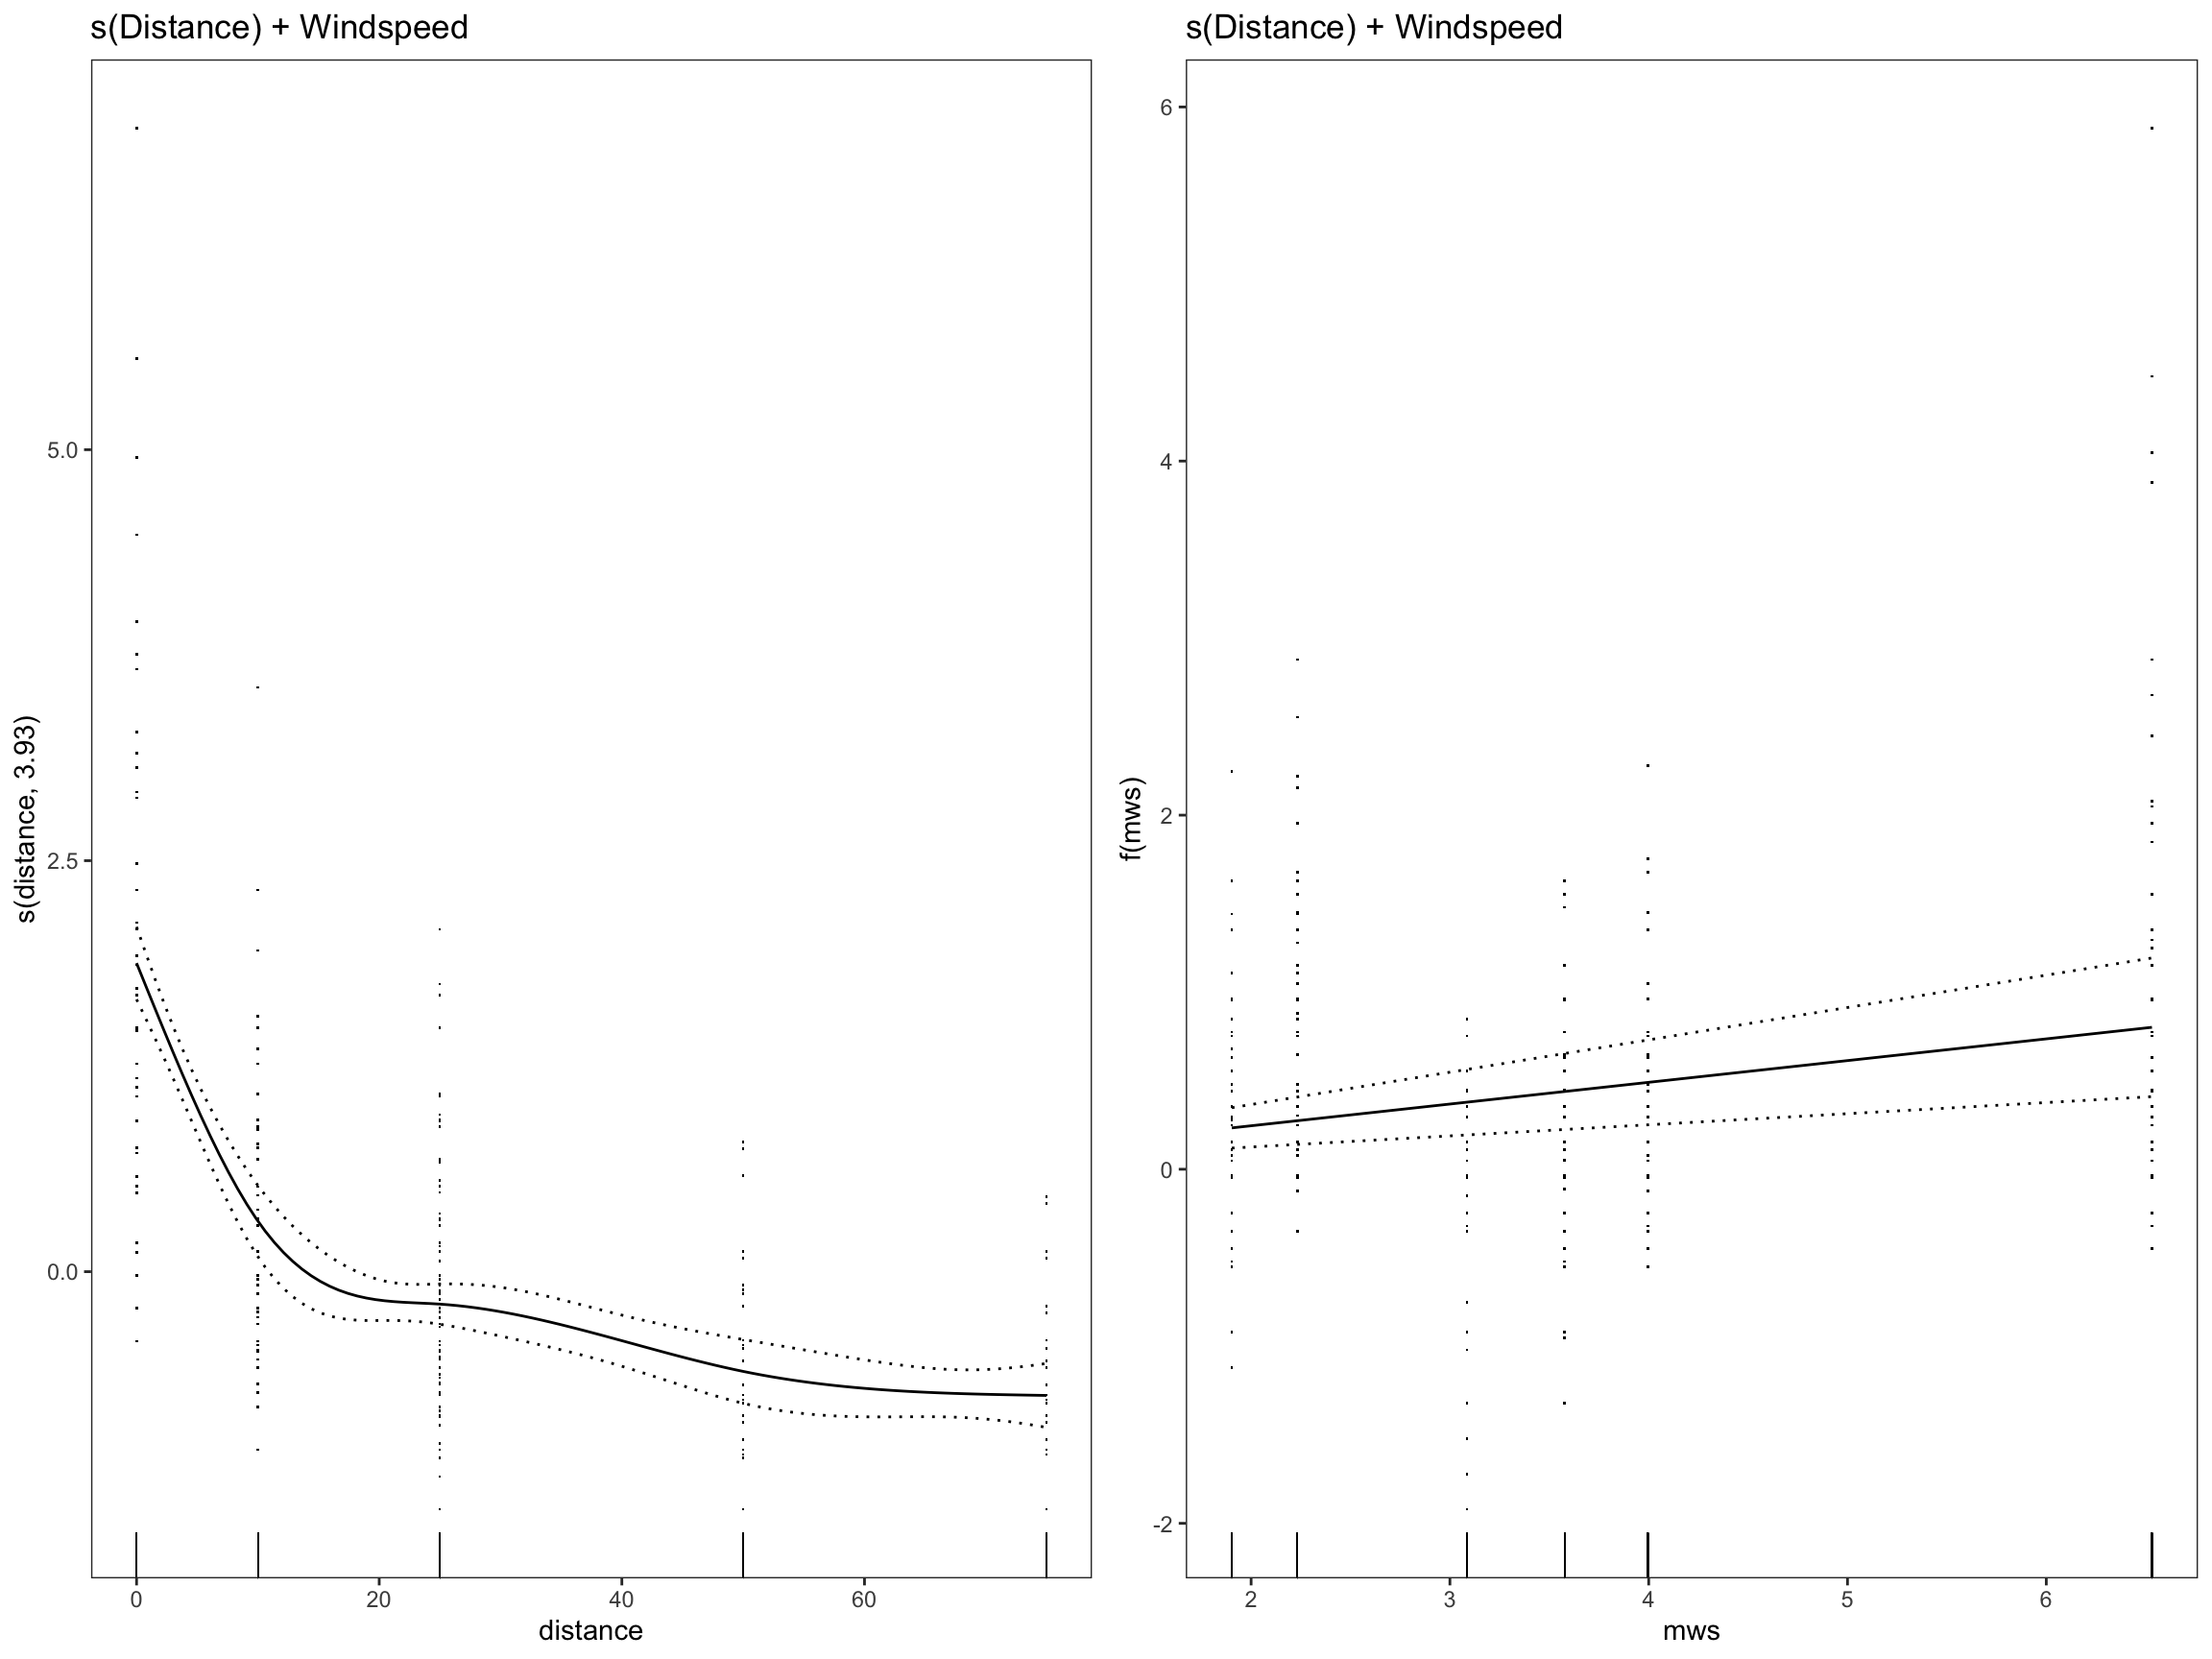 s(Distance) + Windspeed
s(distance, 3.93)
5.0
2.5
0.0
0
20
40
60
distance
s(Distance) + Windspeed
f(mws)
6
4
2
0
-2
2
3
4
5
6
mws